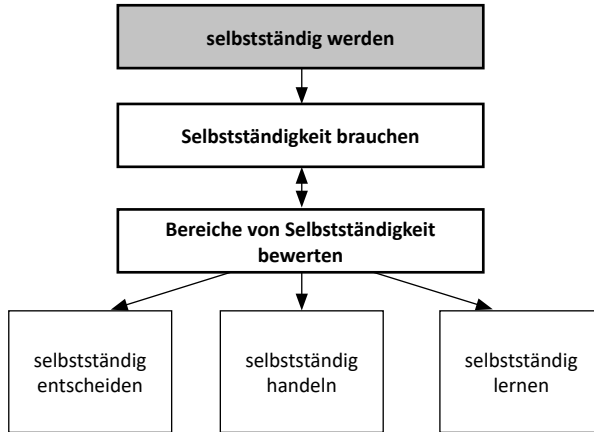 selbstständig werden
Selbstständigkeit brauchen
Bereiche von Selbstständigkeit
bewerten
selbstständig
entscheiden
selbstständig
handeln
selbstständig
lernen